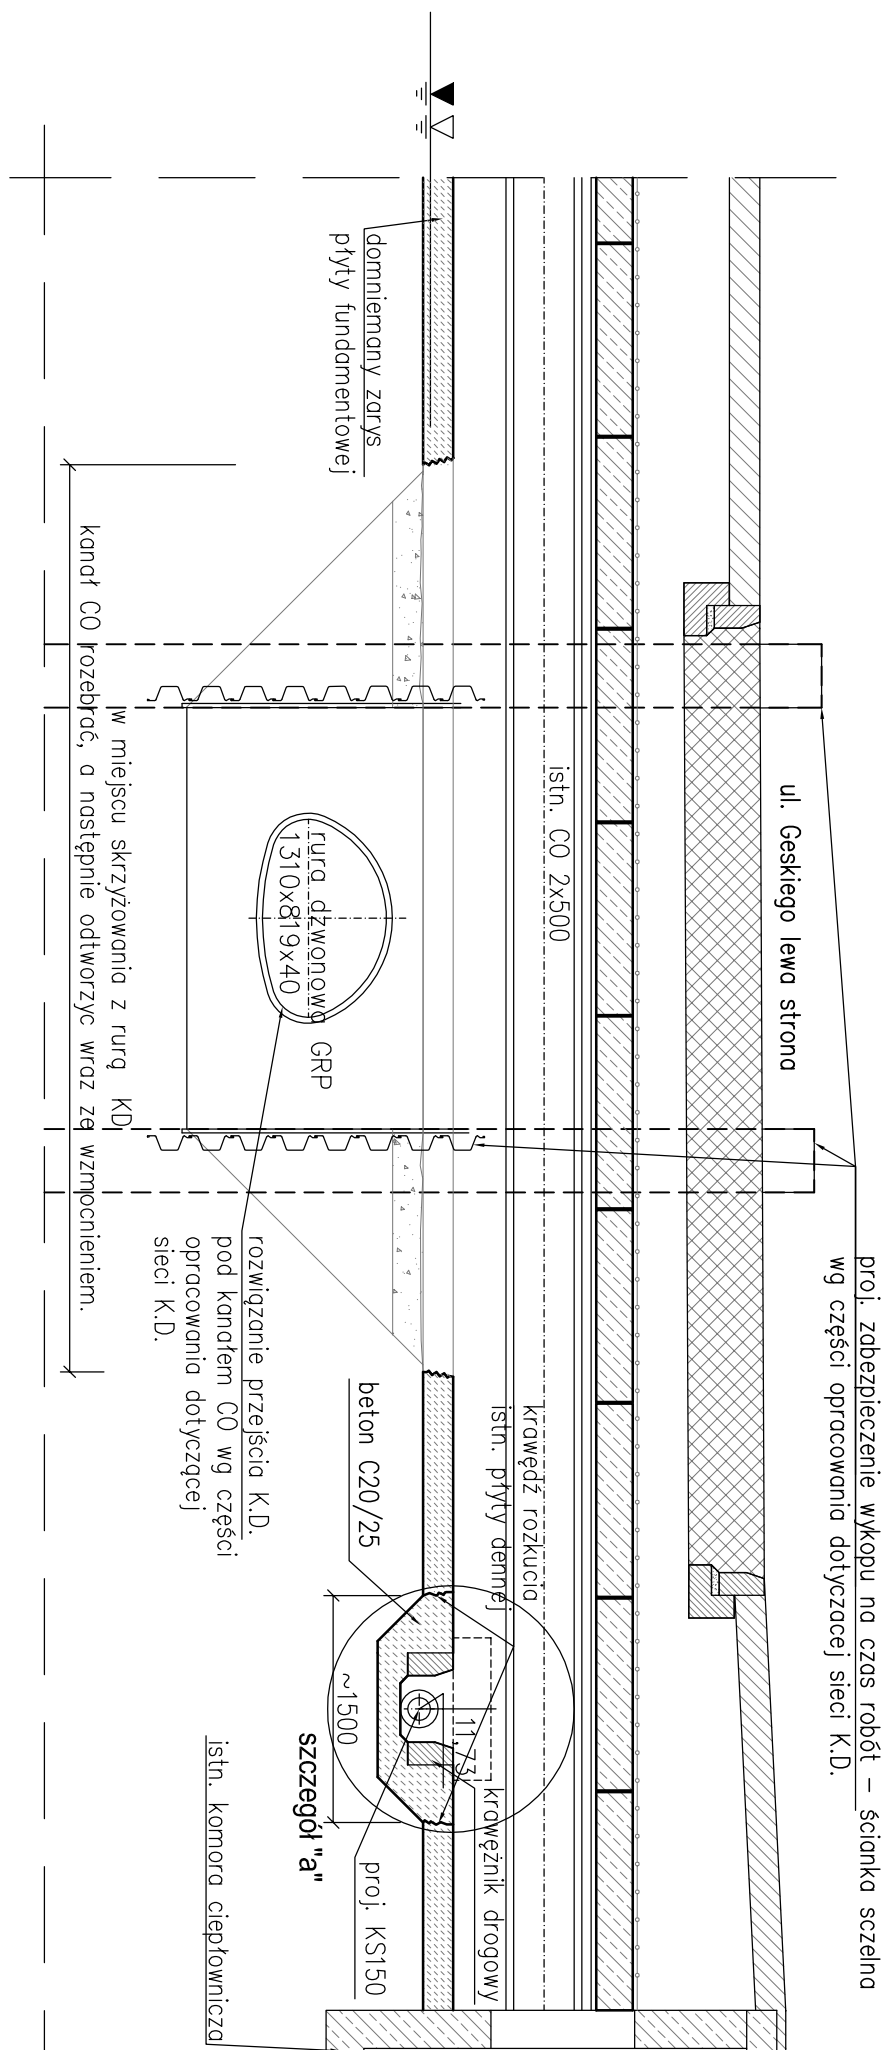 proj. zabezpieczenie wykopu na czas robót – ścianka sczelna
wg części opracowania dotyczacej sieci K.D.
ul. Geskiego lewa strona
istn. CO 2x500
krawędź rozkucia
istn. płyty dennej
krawężnik drogowy
11,73
domniemany zarys
płyty fundamentowej
rura dzwonowa GRP
1310x819x40
beton C20/25
proj. KS150
~1500
szczegół "a"
rozwiązanie przejścia K.D.
pod kanałem CO wg części
opracowania dotyczącej
sieci K.D.
istn. komora ciepłownicza
w miejscu skrzyżowania z rurą KD
kanał CO rozebrać, a następnie odtworzyc wraz ze wzmocnieniem.